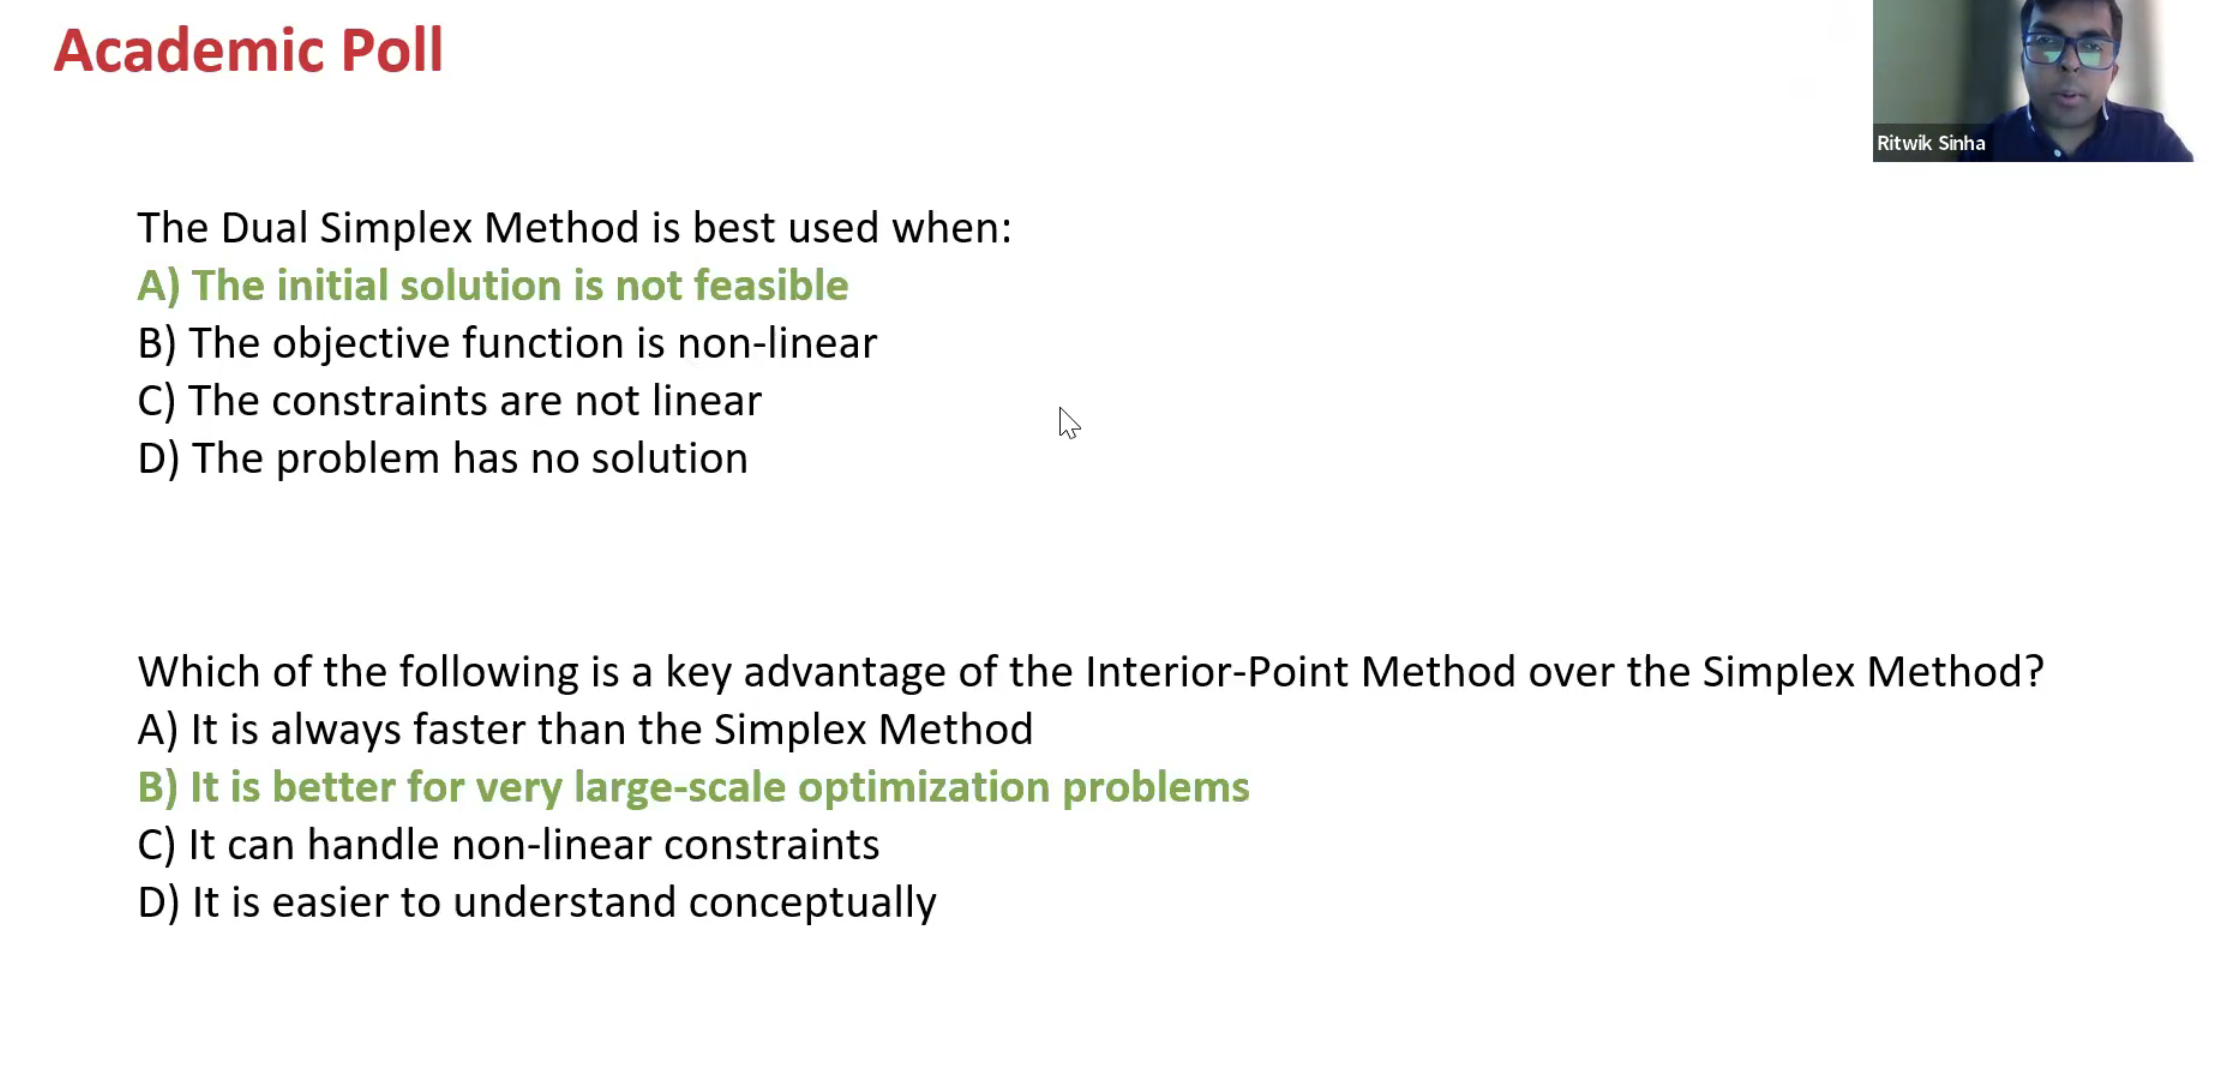 Academic Poll
Ritwik Sinha
The Dual Simplex Method is best used when:
A) The initial solution is not feasible
B) The objective function is non-linear
C) The constraints are not linear
D) The problem has no solution
Which of the following is a key advantage of the Interior-Point Method over the Simplex Method?
A) It is always faster than the Simplex Method
B) It is better for very large-scale optimization problems
C) It can handle non-linear constraints
D) It is easier to understand conceptually